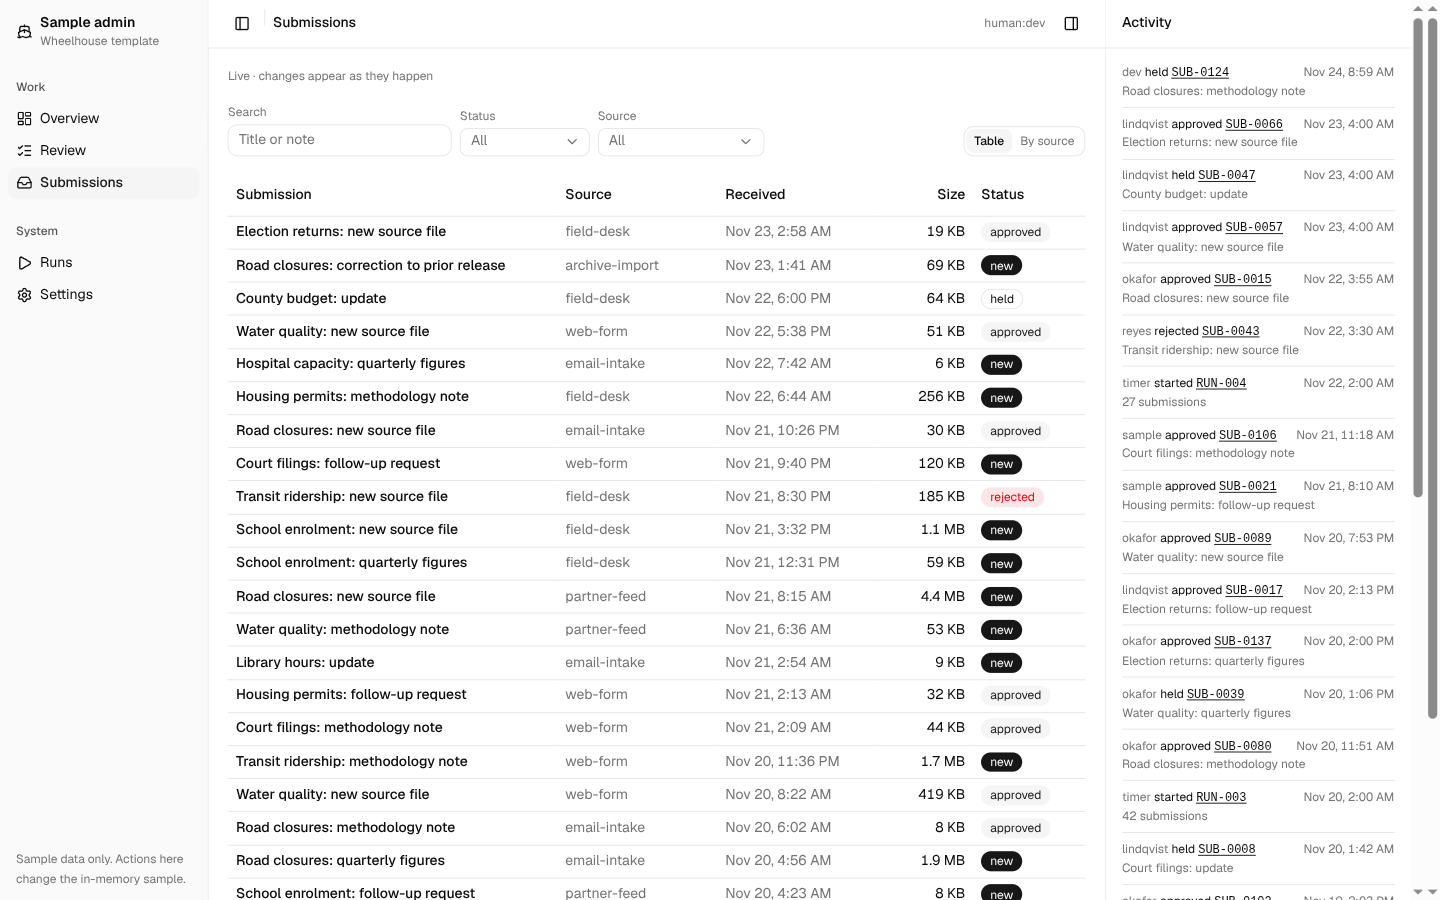 Sample admin
Wheelhouse template
Work
Overview
Review
Submissions
System
Runs
Settings
Sample data only. Actions here
change the in-memory sample.
Submissions
human:dev
Live · changes appear as they happen
Search
Title or note
Status
All
Source
All
Table By source
Submission Source Received Size Status
Election returns: new source file field-desk Nov 23, 2:58 AM 19 KB approved
Road closures: correction to prior release archive-import Nov 23, 1:41 AM 69 KB new
County budget: update field-desk Nov 22, 6:00 PM 64 KB held
Water quality: new source file web-form Nov 22, 5:38 PM 51 KB approved
Hospital capacity: quarterly figures email-intake Nov 22, 7:42 AM 6 KB new
Housing permits: methodology note field-desk Nov 22, 6:44 AM 256 KB new
Road closures: new source file email-intake Nov 21, 10:26 PM 30 KB approved
Court filings: follow-up request web-form Nov 21, 9:40 PM 120 KB new
Transit ridership: new source file field-desk Nov 21, 8:30 PM 185 KB rejected
School enrolment: new source file field-desk Nov 21, 3:32 PM 1.1 MB new
School enrolment: quarterly figures field-desk Nov 21, 12:31 PM 59 KB new
Road closures: new source file partner-feed Nov 21, 8:15 AM 4.4 MB new
Water quality: methodology note partner-feed Nov 21, 6:36 AM 53 KB new
Library hours: update email-intake Nov 21, 2:54 AM 9 KB new
Housing permits: follow-up request web-form Nov 21, 2:13 AM 32 KB approved
Court filings: methodology note web-form Nov 21, 2:09 AM 44 KB approved
Transit ridership: methodology note web-form Nov 20, 11:36 PM 1.7 MB new
Water quality: new source file web-form Nov 20, 8:22 AM 419 KB approved
Road closures: methodology note email-intake Nov 20, 6:02 AM 8 KB approved
Road closures: quarterly figures email-intake Nov 20, 4:56 AM 1.9 MB new
School enrolment: follow-up request partner-feed Nov 20, 4:23 AM 8 KB new
Activity
dev held SUB-0124 Nov 24, 8:59 AM
Road closures: methodology note
lindqvist approved SUB-0066 Nov 23, 4:00 AM
Election returns: new source file
lindqvist held SUB-0047 Nov 23, 4:00 AM
County budget: update
lindqvist approved SUB-0057 Nov 23, 4:00 AM
Water quality: new source file
okafor approved SUB-0015 Nov 22, 3:55 AM
Road closures: new source file
reyes rejected SUB-0043 Nov 22, 3:30 AM
Transit ridership: new source file
timer started RUN-004 Nov 22, 2:00 AM
27 submissions
sample approved SUB-0106 Nov 21, 11:18 AM
Court filings: methodology note
sample approved SUB-0021 Nov 21, 8:10 AM
Housing permits: follow-up request
okafor approved SUB-0089 Nov 20, 7:53 PM
Water quality: new source file
lindqvist approved SUB-0017 Nov 20, 2:13 PM
Election returns: follow-up request
okafor approved SUB-0137 Nov 20, 2:00 PM
Election returns: quarterly figures
okafor held SUB-0039 Nov 20, 1:06 PM
Water quality: quarterly figures
okafor approved SUB-0080 Nov 20, 11:51 AM
Road closures: methodology note
timer started RUN-003 Nov 20, 2:00 AM
42 submissions
lindqvist held SUB-0008 Nov 20, 1:42 AM
Court filings: update